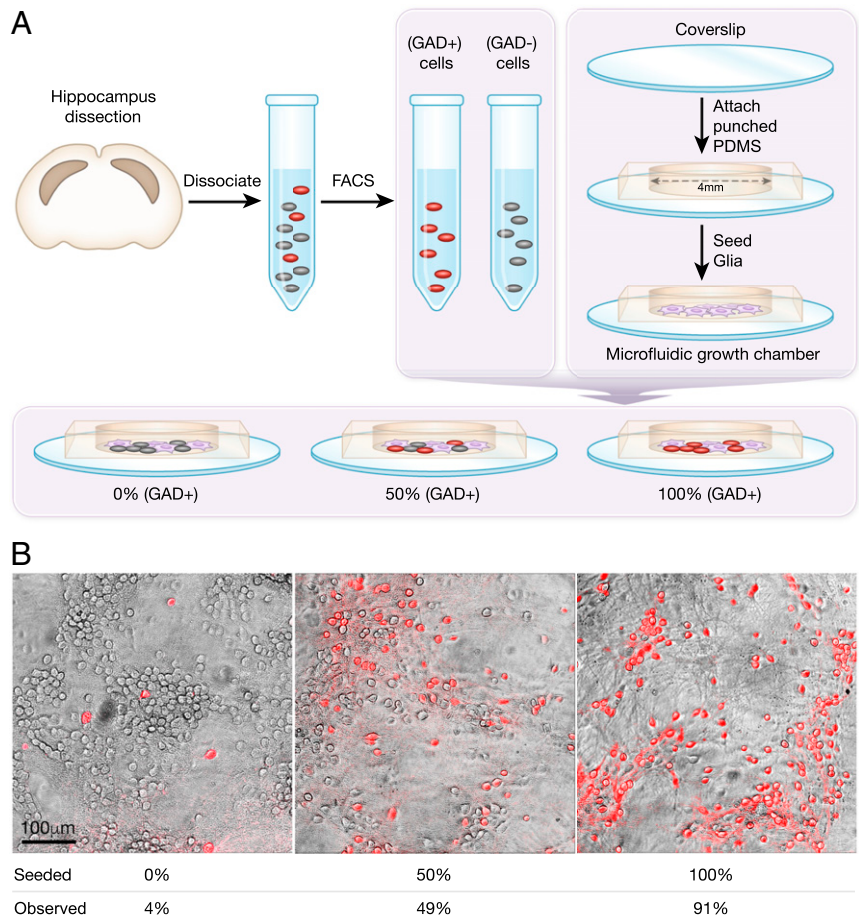 A
Hippocampus
dissection
Dissociate
FACS
(GAD+)
cells
(GAD-)
cells
Coverslip
Attach
punched
PDMS
4mm
Seed
Glia
Microfluidic growth chamber
0% (GAD+)
50% (GAD+)
100% (GAD+)
B
100µm
Seeded 0% 50% 100%
Observed 4% 49% 91%